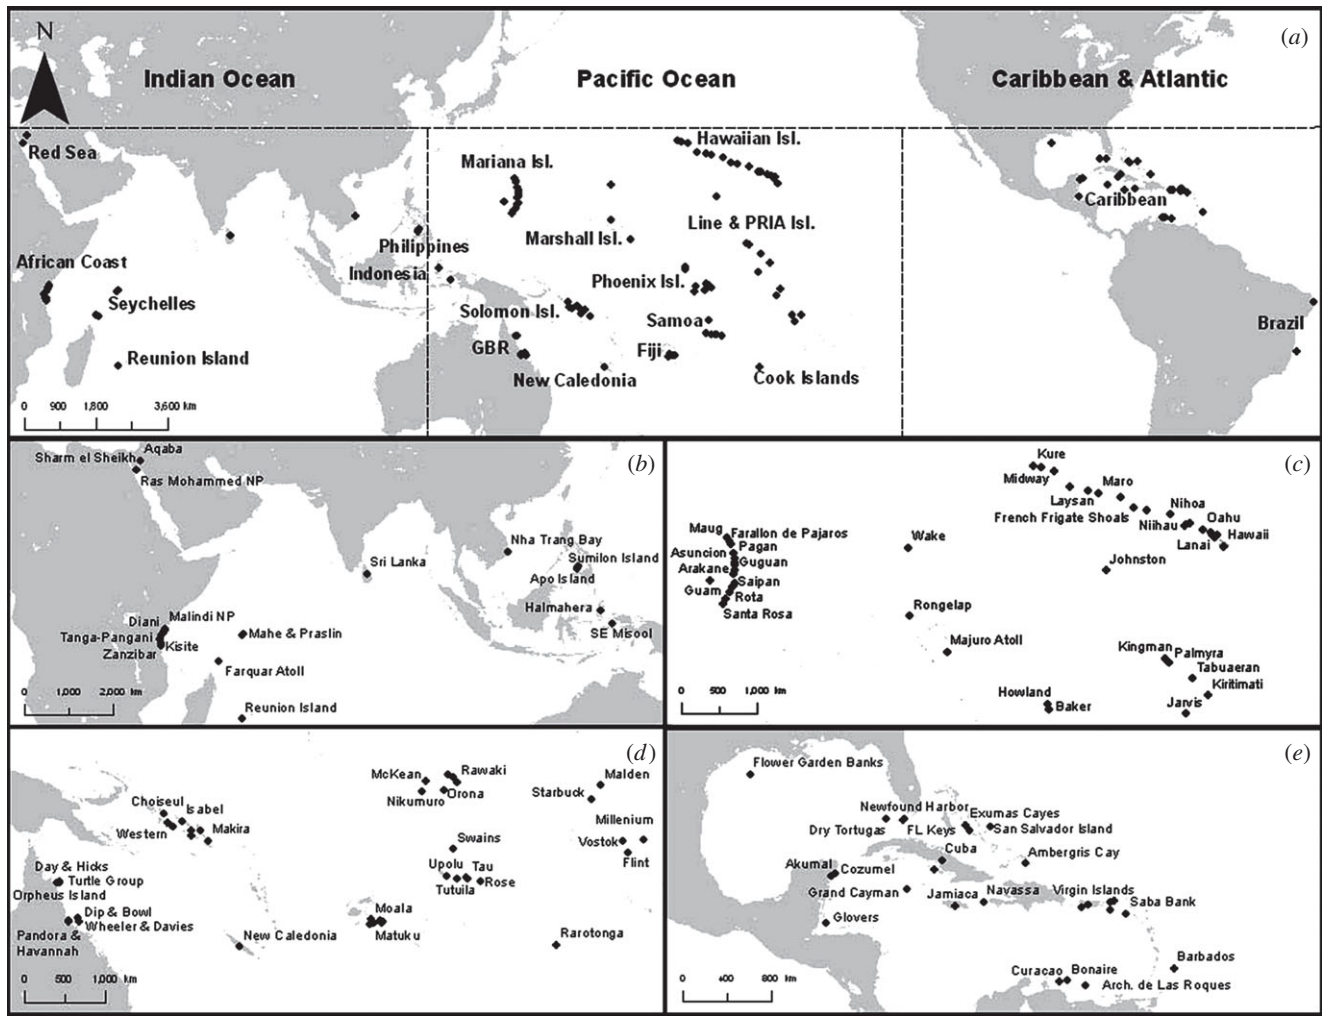 N
(a)
Indian Ocean
Pacific Ocean
Caribbean & Atlantic
Red Sea
Hawaiian Isl.
Mariana Isl.
Caribbean
Line & PRIA Isl.
Marshall Isl.
Philippines
African Coast
Indonesia
Phoenix Isl.
Seychelles
Solomon Isl.
Samoa
Brazil
GBR
Fiji
Reunion Island
New Caledonia
Cook Islands
0 900 1,800 3,600 km
(b)
Aqaba
Sharm el Sheikh
Ras Mohammed NP
Nha Trang Bay
Sri Lanka
Sumilon Island
Apo Island
Halmahera
SE Misool
Diani
Malindi NP
Tanga-Pangani
Kisite
Zanzibar
Mahe & Praslin
Farquar Atoll
Reunion Island
0 1,000 2,000 km
(c)
Kure
Midway
Maro
Laysan
Nihoa
French Frigate Shoals
Niihau
Oahu
Hawaii
Lanai
Maug
Farallon de Pajaros
Pagan
Asuncion
Guguan
Arakane
Saipan
Guam
Rota
Santa Rosa
Wake
Johnston
Rongelap
Majuro Atoll
Kingman
Palmyra
Tabuaeran
Kiritimati
Howland
Baker
Jarvis
0 500 1,000 km
(d)
McKean
Rawaki
Malden
Nikumuro
Orona
Starbuck
Choiseul
Isabel
Western
Makira
Millenium
Vostok
Flint
Swains
Day & Hicks
Turtle Group
Orpheus Island
Upolu
Tau
Tutuila
Rose
Dip & Bowl
Wheeler & Davies
Pandora &
Havannah
Moala
Matuku
New Caledonia
Rarotonga
0 500 1,000 km
(e)
Flower Garden Banks
Newfound Harbor
Exumas Cayes
Dry Tortugas
FL Keys
San Salvador Island
Cuba
Ambergris Cay
Akumal
Cozumel
Grand Cayman
Jamiaca
Navassa
Virgin Islands
Saba Bank
Glovers
Barbados
Curacao
Bonaire
Arch. de Las Roques
0 400 800 km